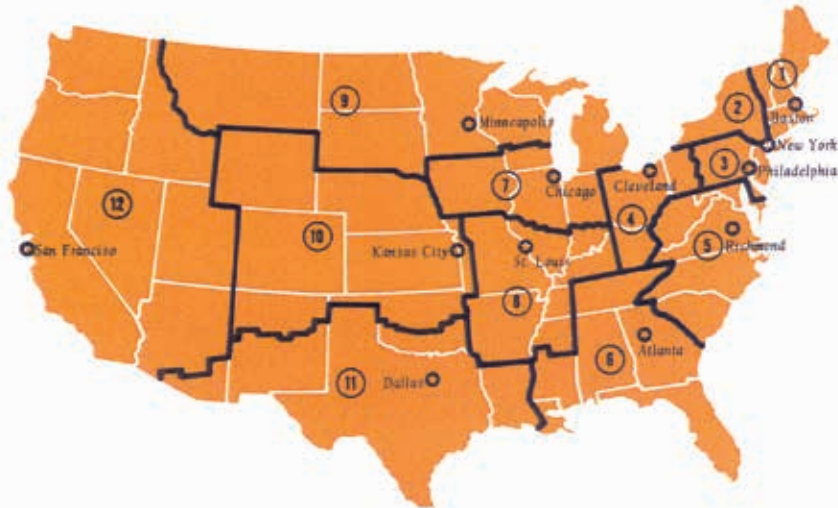 1
Boston
2
New York
9
Minneapolis
3
Philadelphia
7
Chicago
Cleveland
12
4
10
5
San Franciso
Kansas City
St. Louis
Richmond
8
Atlanta
6
11
Dallas